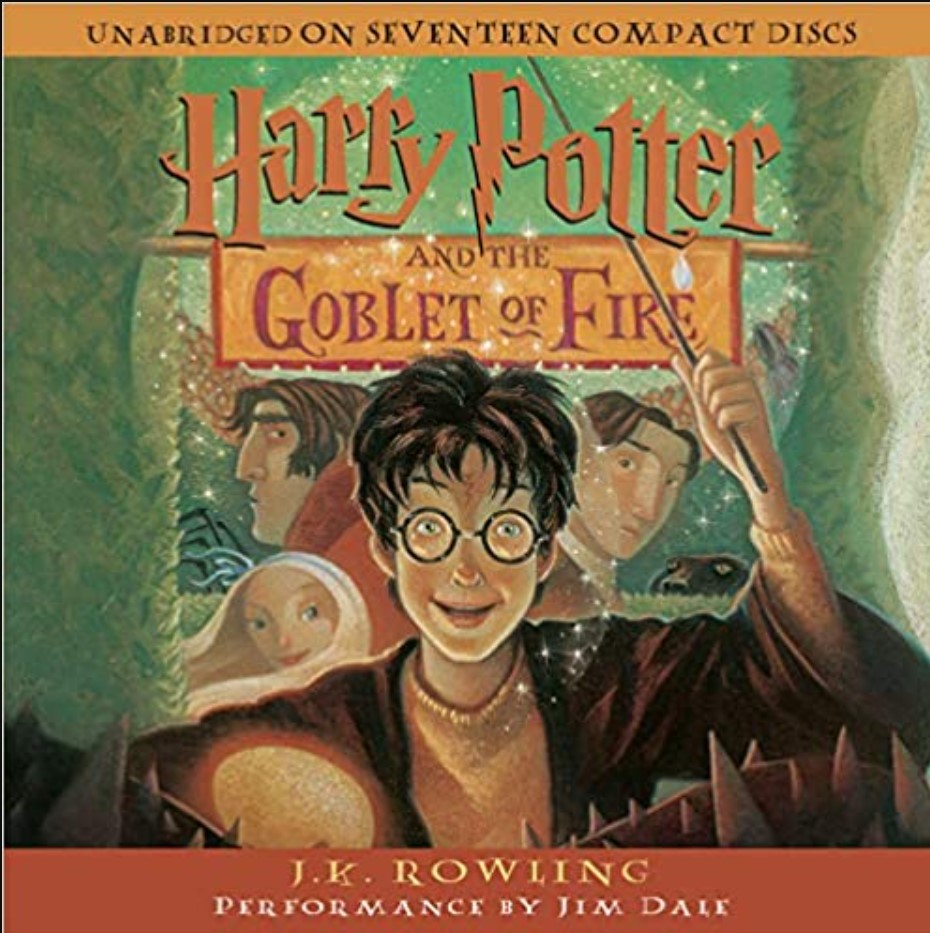 UNABRIDGED ON SEVENTEEN COMPACT DISCS
Harry Potter
AND THE
GOBLET OF FIRE
J.K. ROWLING
PERFORMANCE BY JIM DALE